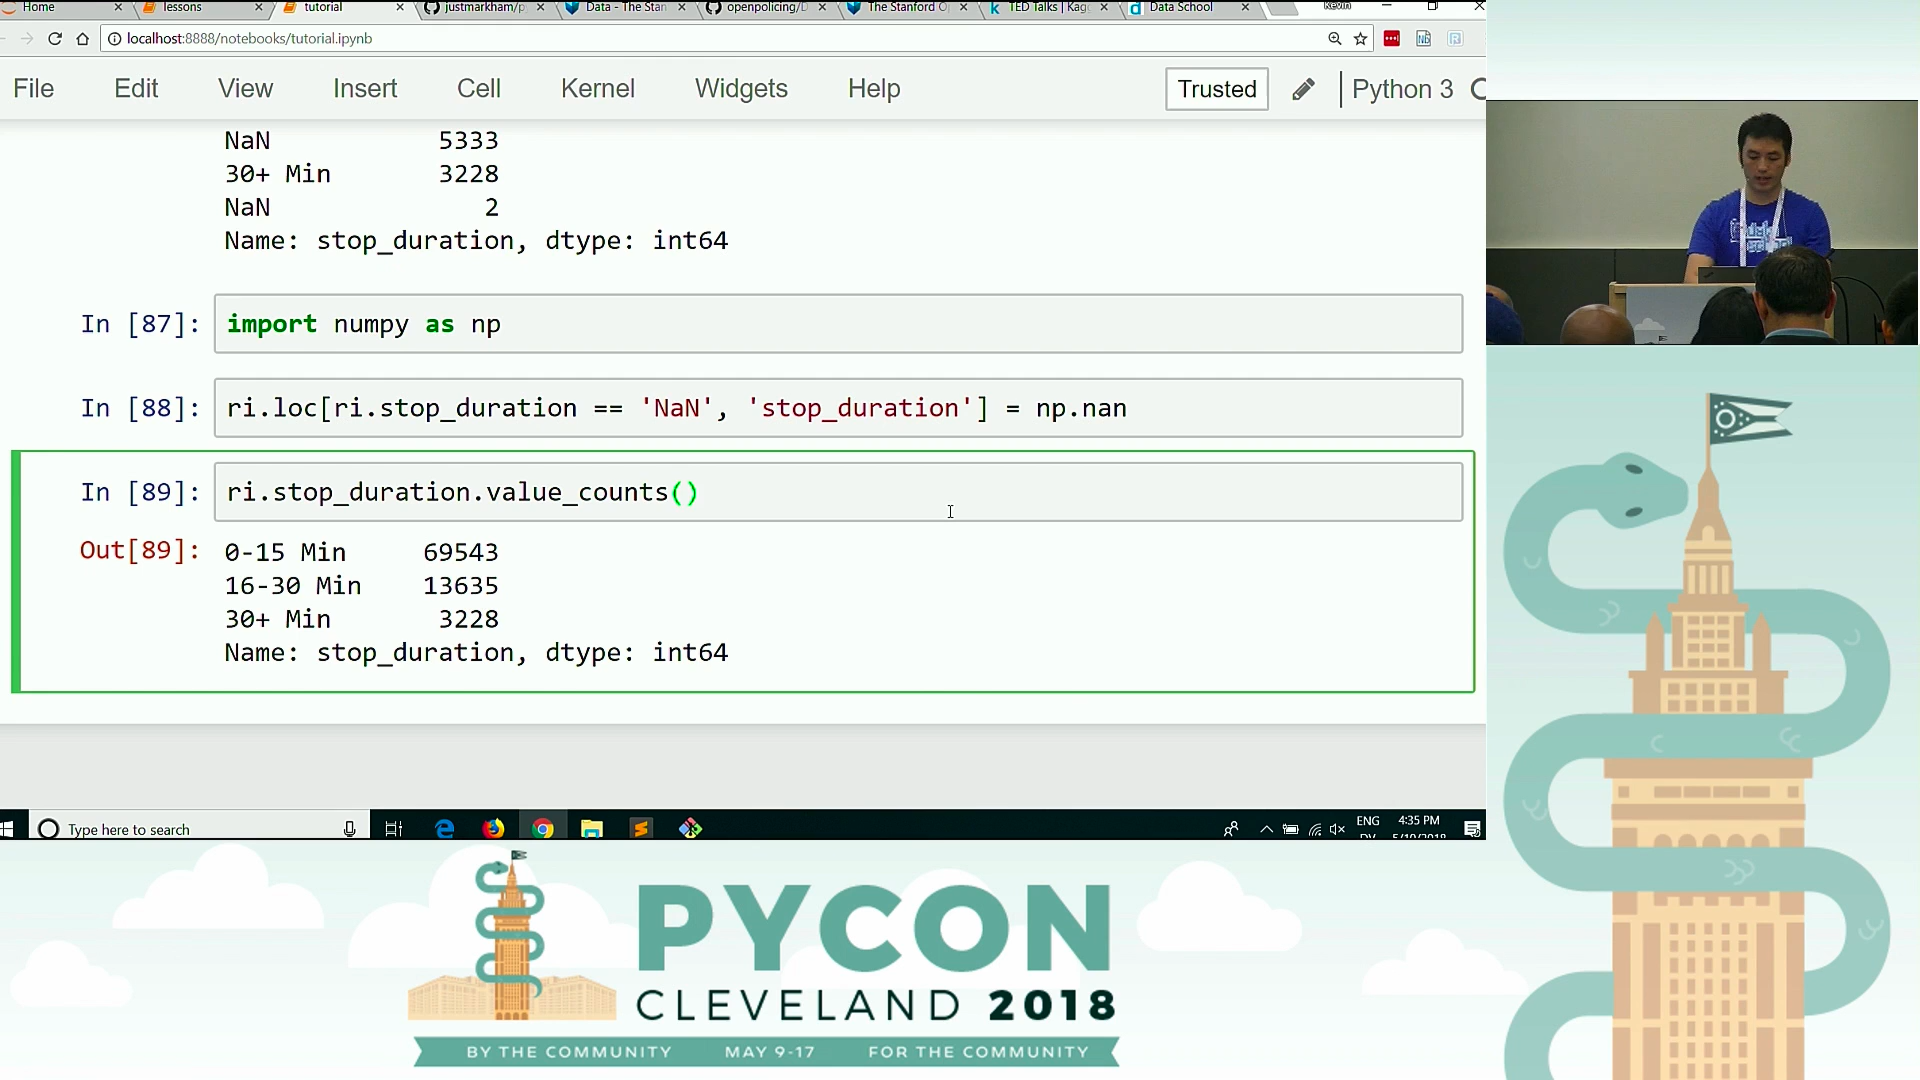 Home
lessons
tutorial
justmarkham/p
Data - The Stan
openpolicing/
The Stanford O
TED Talks | Kag
Data School
Kevin
localhost:8888/notebooks/tutorial.ipynb
File Edit View Insert Cell Kernel Widgets Help Trusted Python 3
NaN 5333
30+ Min 3228
NaN 2
Name: stop_duration, dtype: int64
In [87]: import numpy as np
In [88]: ri.loc[ri.stop_duration == 'NaN', 'stop_duration'] = np.nan
In [89]: ri.stop_duration.value_counts()
Out[89]: 0-15 Min 69543
16-30 Min 13635
30+ Min 3228
Name: stop_duration, dtype: int64
Type here to search
ENG 4:35 PM
5/10/2018
PYCON
CLEVELAND 2018
BY THE COMMUNITY MAY 9-17 FOR THE COMMUNITY